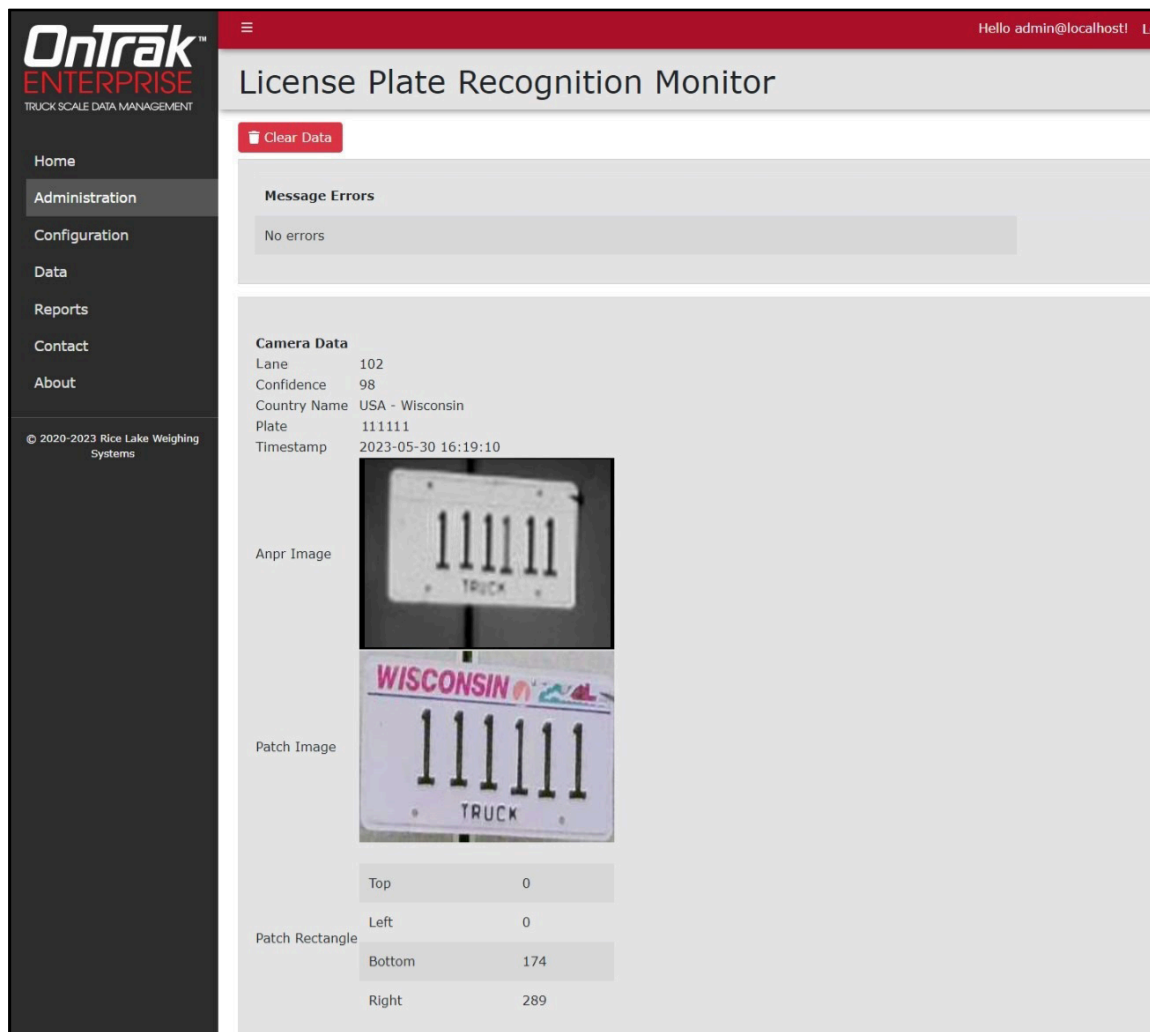 OnTrak™
ENTERPRISE
TRUCK SCALE DATA MANAGEMENT
Home
Administration
Configuration
Data
Reports
Contact
About
© 2020-2023 Rice Lake Weighing
Systems
☰
Hello admin@localhost! L
License Plate Recognition Monitor
Clear Data
Message Errors
No errors
Camera Data
Lane 102
Confidence 98
Country Name USA - Wisconsin
Plate 111111
Timestamp 2023-05-30 16:19:10
Anpr Image
111111
TRUCK
Patch Image
WISCONSIN
111111
TRUCK
Patch Rectangle
Top 0
Left 0
Bottom 174
Right 289